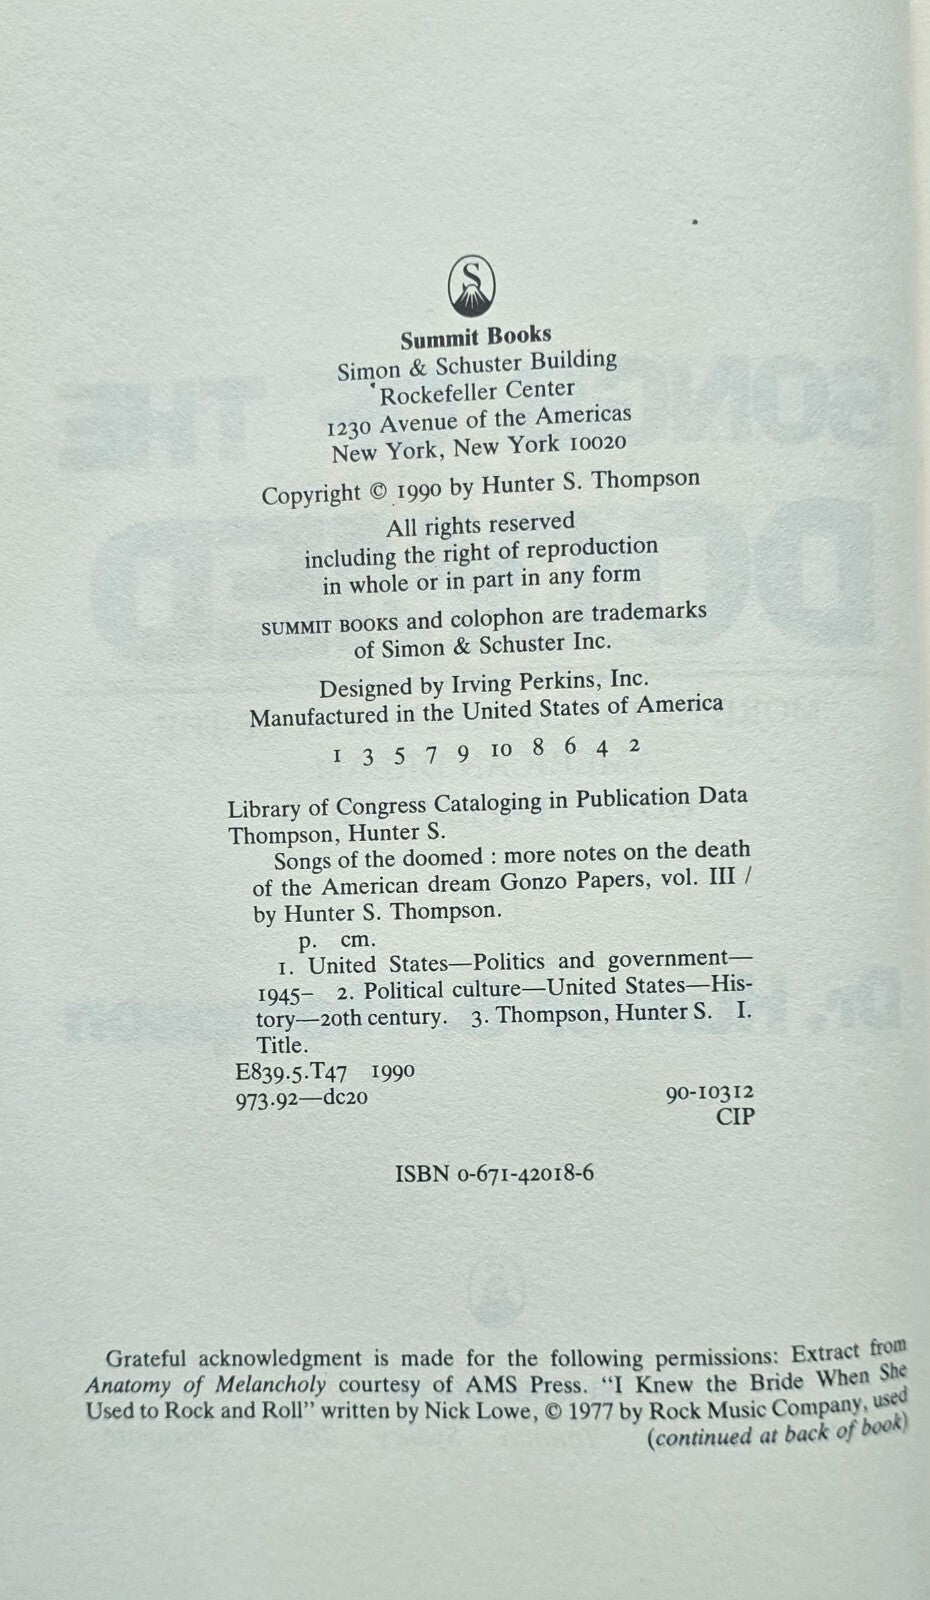 S
Summit Books
Simon & Schuster Building
Rockefeller Center
1230 Avenue of the Americas
New York, New York 10020
Copyright © 1990 by Hunter S. Thompson
All rights reserved
including the right of reproduction
in whole or in part in any form
SUMMIT BOOKS and colophon are trademarks
of Simon & Schuster Inc.
Designed by Irving Perkins, Inc.
Manufactured in the United States of America
1 3 5 7 9 10 8 6 4 2
Library of Congress Cataloging in Publication Data
Thompson, Hunter S.
Songs of the doomed : more notes on the death
of the American dream Gonzo Papers, vol. III /
by Hunter S. Thompson.
p. cm.
1. United States—Politics and government—
1945– 2. Political culture—United States—His-
tory—20th century. 3. Thompson, Hunter S. I.
Title.
E839.5.T47 1990
973.92—dc20 90-10312
CIP
ISBN 0-671-42018-6
Grateful acknowledgment is made for the following permissions: Extract from
Anatomy of Melancholy courtesy of AMS Press. "I Knew the Bride When She
Used to Rock and Roll" written by Nick Lowe, © 1977 by Rock Music Company, used
(continued at back of book)